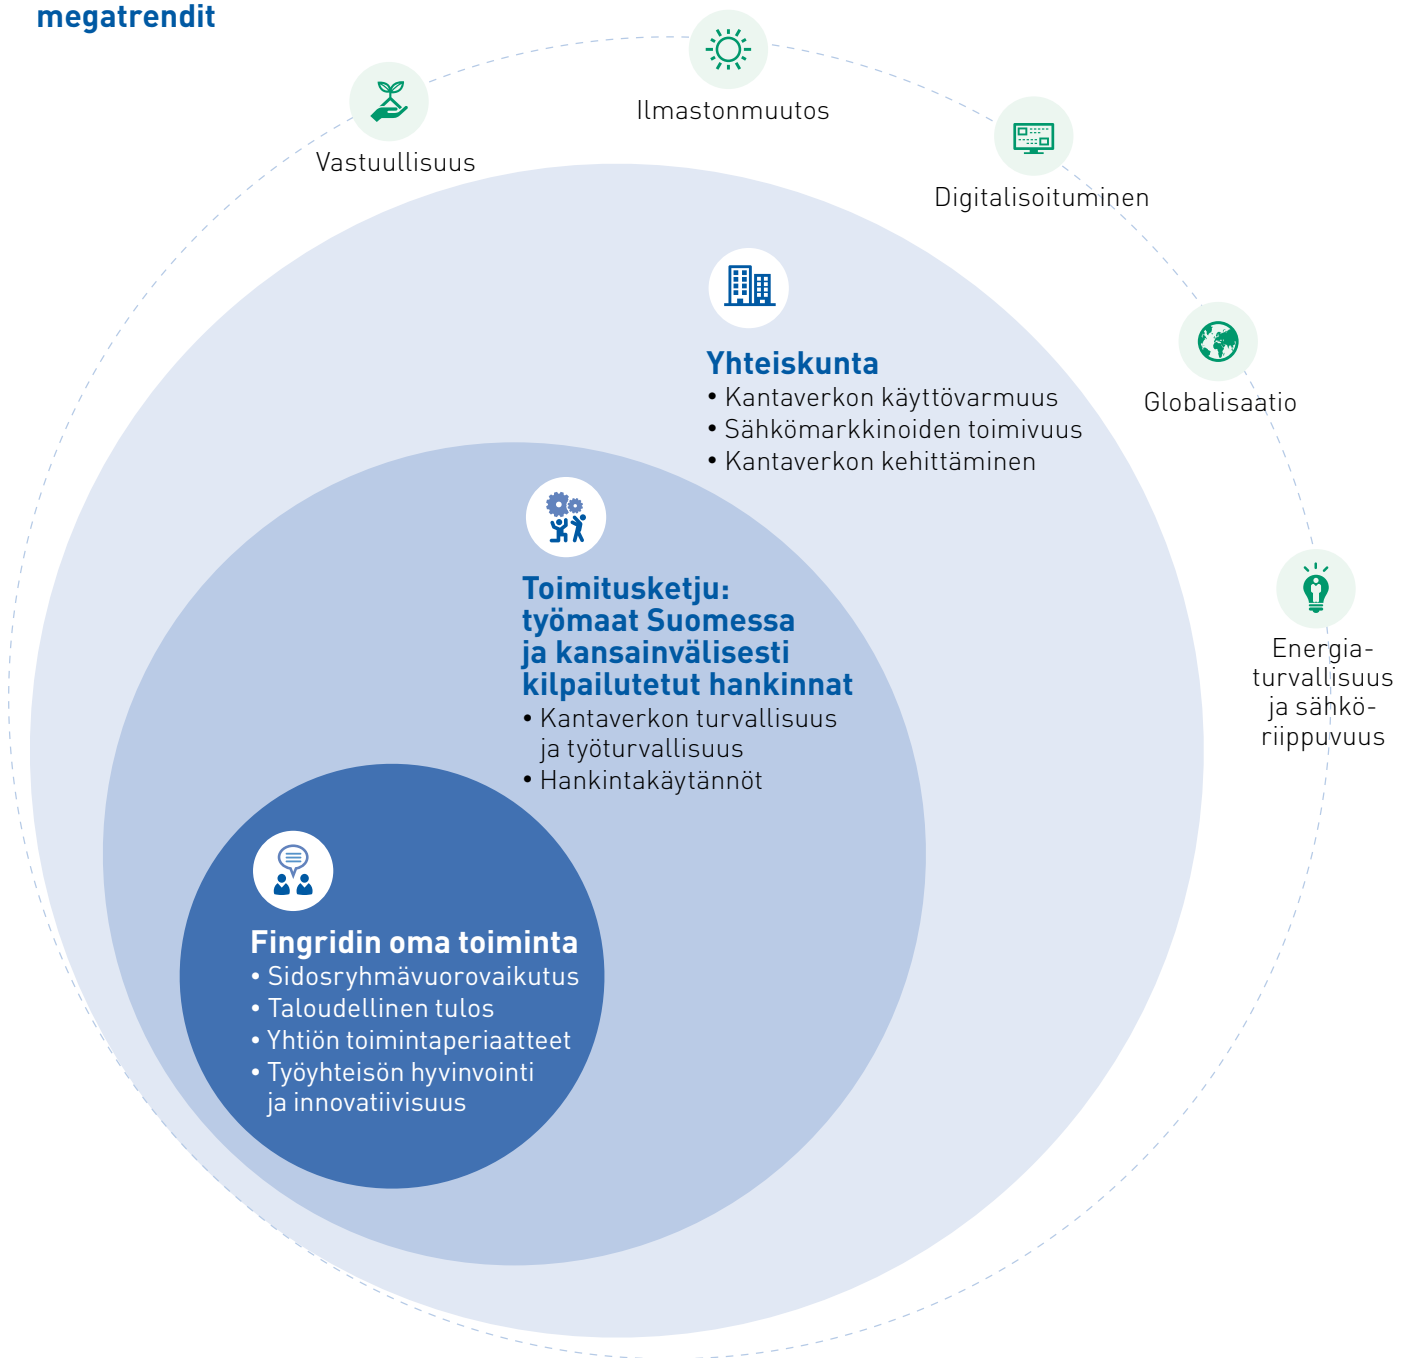 megatrendit
Vastuullisuus
Ilmastonmuutos
Digitalisoituminen
Globalisaatio
Energia-
turvallisuus
ja sähkö-
riippuvuus
Yhteiskunta
• Kantaverkon käyttövarmuus
• Sähkömarkkinoiden toimivuus
• Kantaverkon kehittäminen
Toimitusketju:
työmaat Suomessa
ja kansainvälisesti
kilpailutetut hankinnat
• Kantaverkon turvallisuus
ja työturvallisuus
• Hankintakäytännöt
Fingridin oma toiminta
• Sidosryhmävuorovaikutus
• Taloudellinen tulos
• Yhtiön toimintaperiaatteet
• Työyhteisön hyvinvointi
ja innovatiivisuus